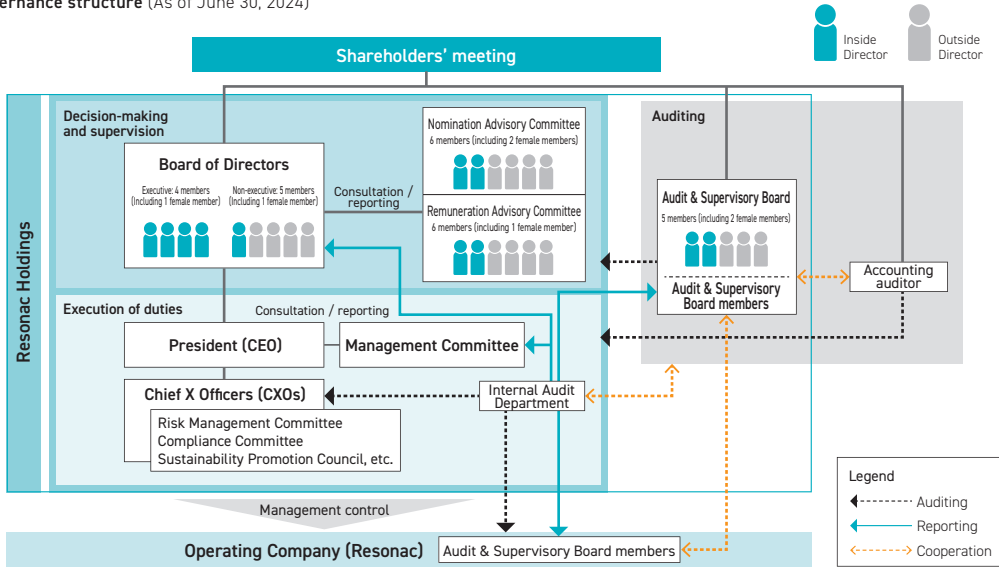 ernance structure (As of June 30, 2024)
Inside
Director
Outside
Director
Shareholders' meeting
Resonac Holdings
Decision-making
and supervision
Board of Directors
Executive: 4 members
(Including 1 female member)
Non-executive: 5 members
(Including 1 female member)
Consultation /
reporting
Nomination Advisory Committee
6 members (including 2 female members)
Remuneration Advisory Committee
6 members (including 1 female member)
Auditing
Audit & Supervisory Board
5 members (including 2 female members)
Audit & Supervisory
Board members
Accounting
auditor
Execution of duties
Consultation / reporting
President (CEO)
Management Committee
Chief X Officers (CXOs)
Risk Management Committee
Compliance Committee
Sustainability Promotion Council, etc.
Internal Audit
Department
Management control
Operating Company (Resonac)
Audit & Supervisory Board members
Legend
Auditing
Reporting
Cooperation